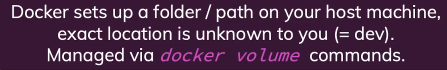 Docker sets up a folder / path on your host machine,
exact location is unknown to you (= dev).
Managed via docker volume commands.